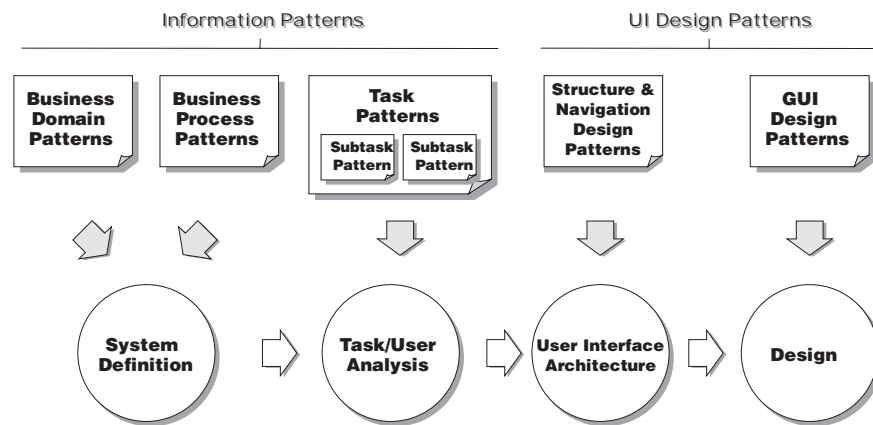 Information Patterns
UI Design Patterns
Business
Domain
Patterns
Business
Process
Patterns
Task
Patterns
Subtask
Pattern
Subtask
Pattern
Structure &
Navigation
Design
Patterns
GUI
Design
Patterns
System
Definition
Task/User
Analysis
User Interface
Architecture
Design